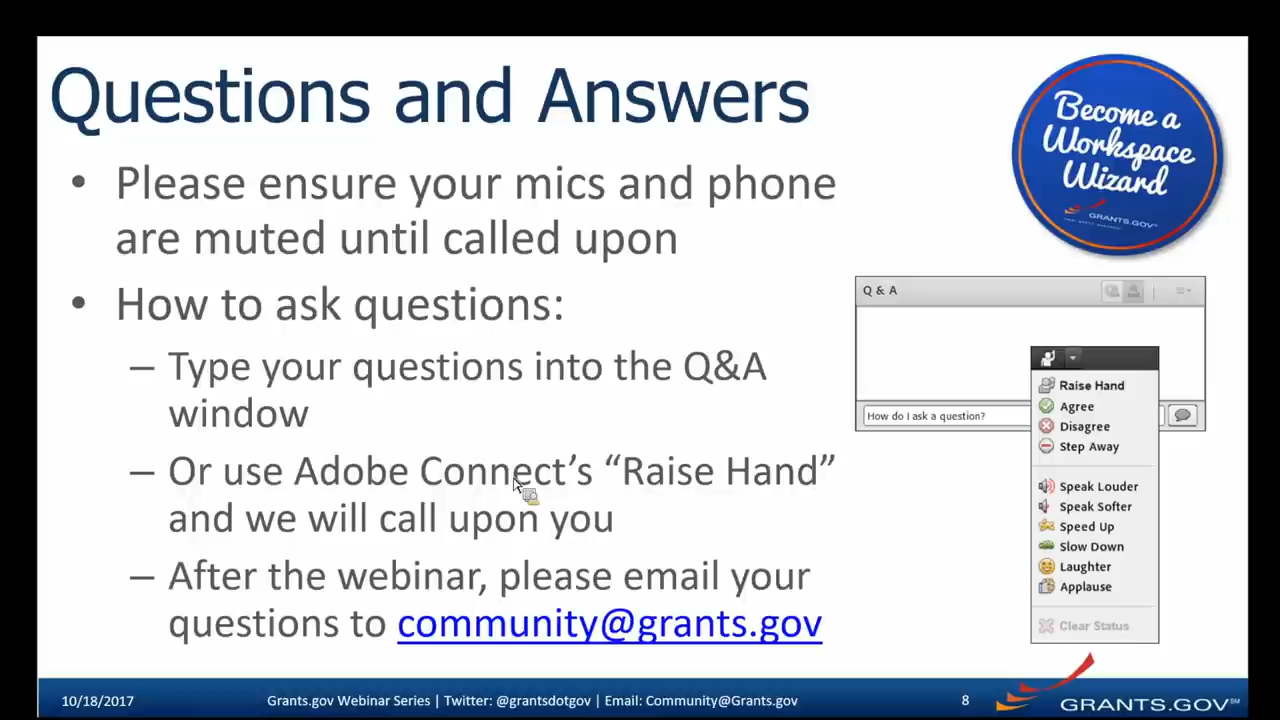 Questions and Answers
• Please ensure your mics and phone
are muted until called upon
• How to ask questions:
– Type your questions into the Q&A
window
– Or use Adobe Connect’s “Raise Hand”
and we will call upon you
– After the webinar, please email your
questions to community@grants.gov
Become a
Workspace
Wizard
GRANTS.GOV
Q & A
How do I ask a question?
Raise Hand
Agree
Disagree
Step Away
Speak Louder
Speak Softer
Speed Up
Slow Down
Laughter
Applause
Clear Status
10/18/2017
Grants.gov Webinar Series | Twitter: @grantsdotgov | Email: Community@Grants.gov
8
GRANTS.GOV℠